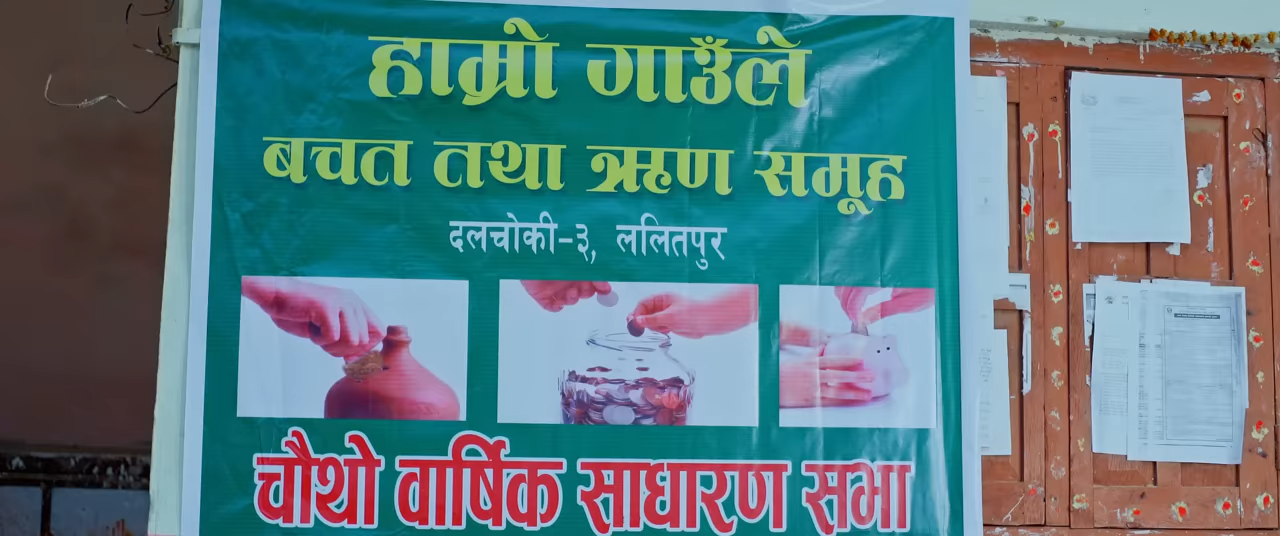 हाम्रो गाउँले
बचत तथा ऋण समूह
दलचोकी-३, ललितपुर
चौथो वार्षिक साधारण सभा